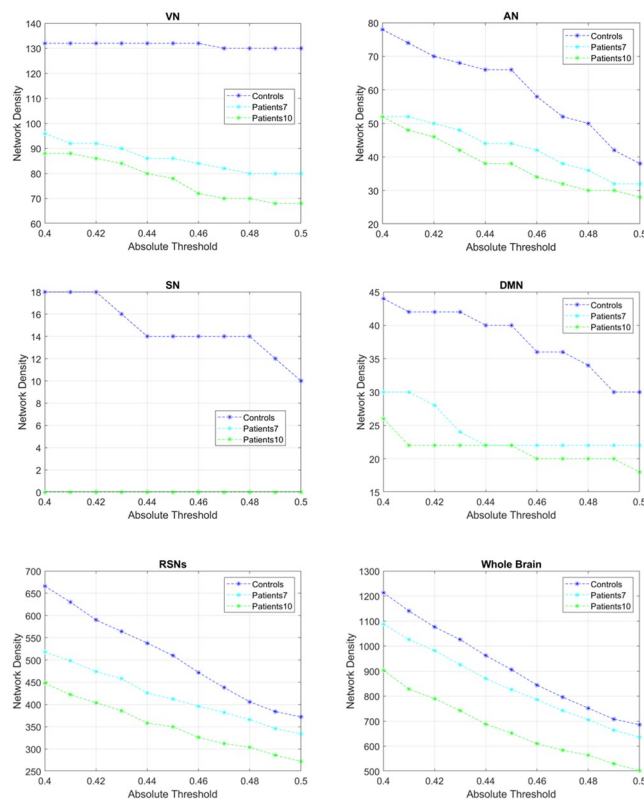 VN
Network Density
140
130
120
110
100
90
80
70
60
Controls
Patients7
Patients10
0.4 0.42 0.44 0.46 0.48 0.5
Absolute Threshold
AN
Network Density
80
70
60
50
40
30
20
Controls
Patients7
Patients10
0.4 0.42 0.44 0.46 0.48 0.5
Absolute Threshold
SN
Network Density
18
16
14
12
10
8
6
4
2
0
Controls
Patients7
Patients10
0.4 0.42 0.44 0.46 0.48 0.5
Absolute Threshold
DMN
Network Density
45
40
35
30
25
20
15
Controls
Patients7
Patients10
0.4 0.42 0.44 0.46 0.48 0.5
Absolute Threshold
RSNs
Network Density
700
650
600
550
500
450
400
350
300
250
Controls
Patients7
Patients10
0.4 0.42 0.44 0.46 0.48 0.5
Absolute Threshold
Whole Brain
Network Density
1300
1200
1100
1000
900
800
700
600
500
Controls
Patients7
Patients10
0.4 0.42 0.44 0.46 0.48 0.5
Absolute Threshold